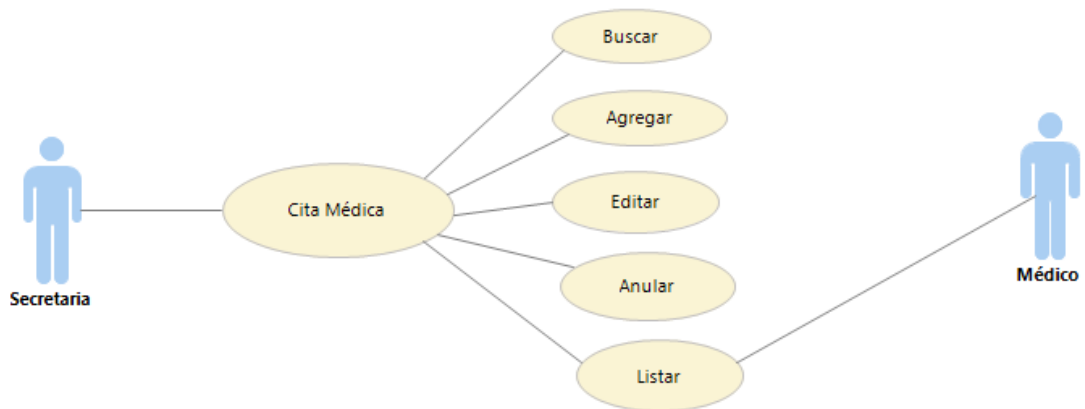 Buscar
Agregar
Cita Médica
Editar
Anular
Listar
Secretaria
Médico